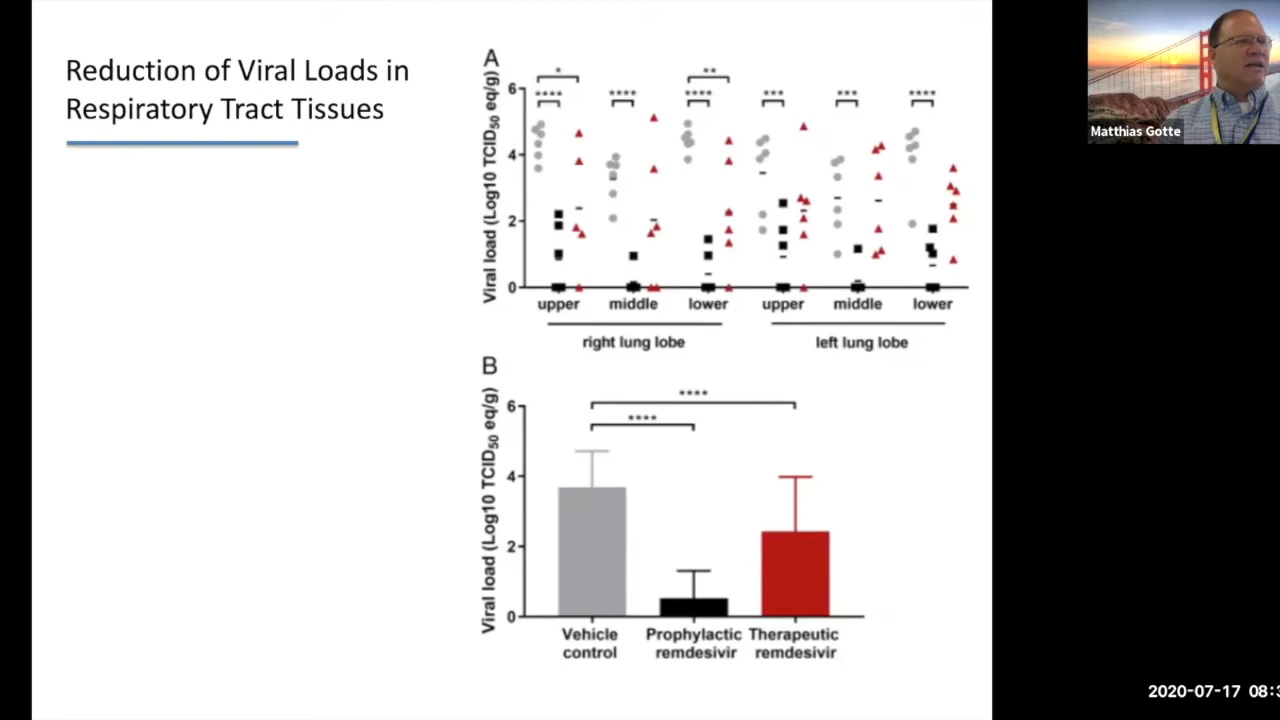 Reduction of Viral Loads in
Respiratory Tract Tissues
A
Viral load (Log10 TCID50 eq/g)
6
4
2
0
* **
**** **** **** *** *** ****
upper middle lower upper middle lower
right lung lobe left lung lobe
B
Viral load (Log10 TCID50 eq/g)
6
4
2
0
****
****
Vehicle Prophylactic Therapeutic
control remdesivir remdesivir
Matthias Gotte
2020-07-17 08: